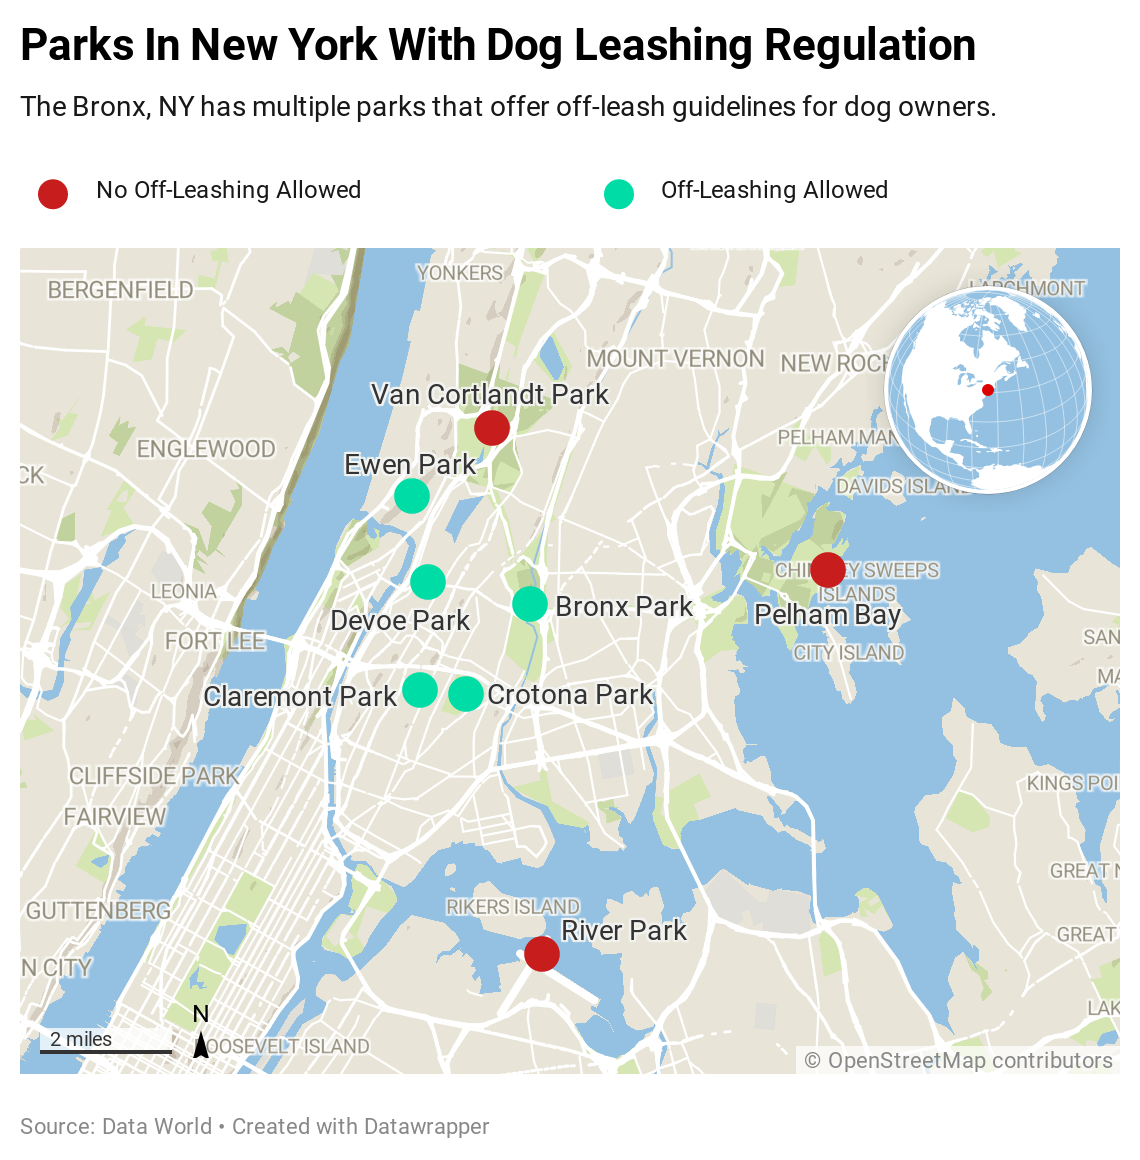 Parks In New York With Dog Leashing Regulation
The Bronx, NY has multiple parks that offer off-leash guidelines for dog owners.
No Off-Leashing Allowed
Off-Leashing Allowed
YONKERS
BERGENFIELD
LARCHMONT
MOUNT VERNON
NEW ROCH
Van Cortlandt Park
PELHAM MAN
ENGLEWOOD
Ewen Park
CK
DAVIDS ISLAN
CHIMNEY SWEEPS
ISLANDS
LEONIA
Devoe Park
Bronx Park
Pelham Bay
FORT LEE
SAN
CITY ISLAND
MA
Claremont Park
Crotona Park
CLIFFSIDE PARK
KINGS POI
FAIRVIEW
GREAT N
GUTTENBERG
RIKERS ISLAND
River Park
GREAT
N CITY
LAK
N
2 miles
ROOSEVELT ISLAND
© OpenStreetMap contributors
Source: Data World • Created with Datawrapper